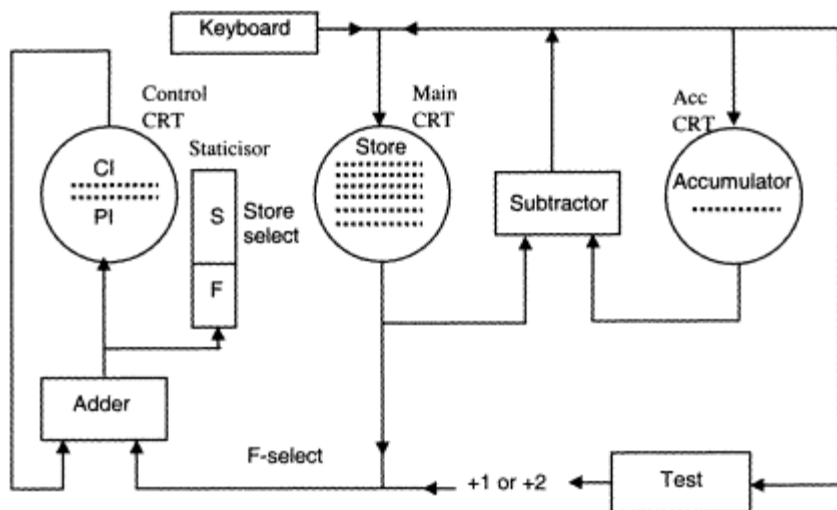 Keyboard
Control
CRT
Main
CRT
Acc
CRT
Staticisor
CI
PI
S
Store
select
F
Store
Subtractor
Accumulator
Adder
F-select
+1 or +2
Test